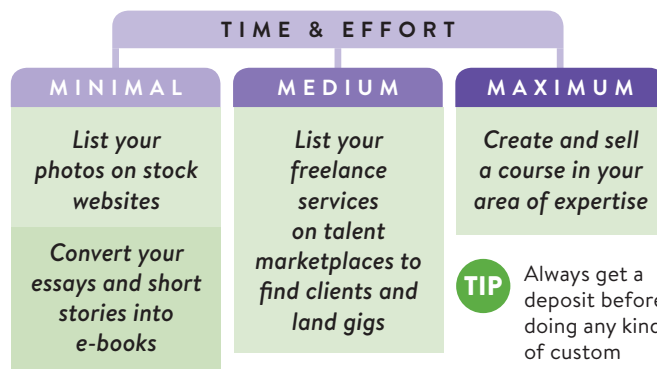 TIME & EFFORT
MINIMAL
List your
photos on stock
websites
Convert your
essays and short
stories into
e-books
MEDIUM
List your
freelance
services
on talent
marketplaces to
find clients and
land gigs
MAXIMUM
Create and sell
a course in your
area of expertise
TIP
Always get a
deposit before
doing any kind
of custom